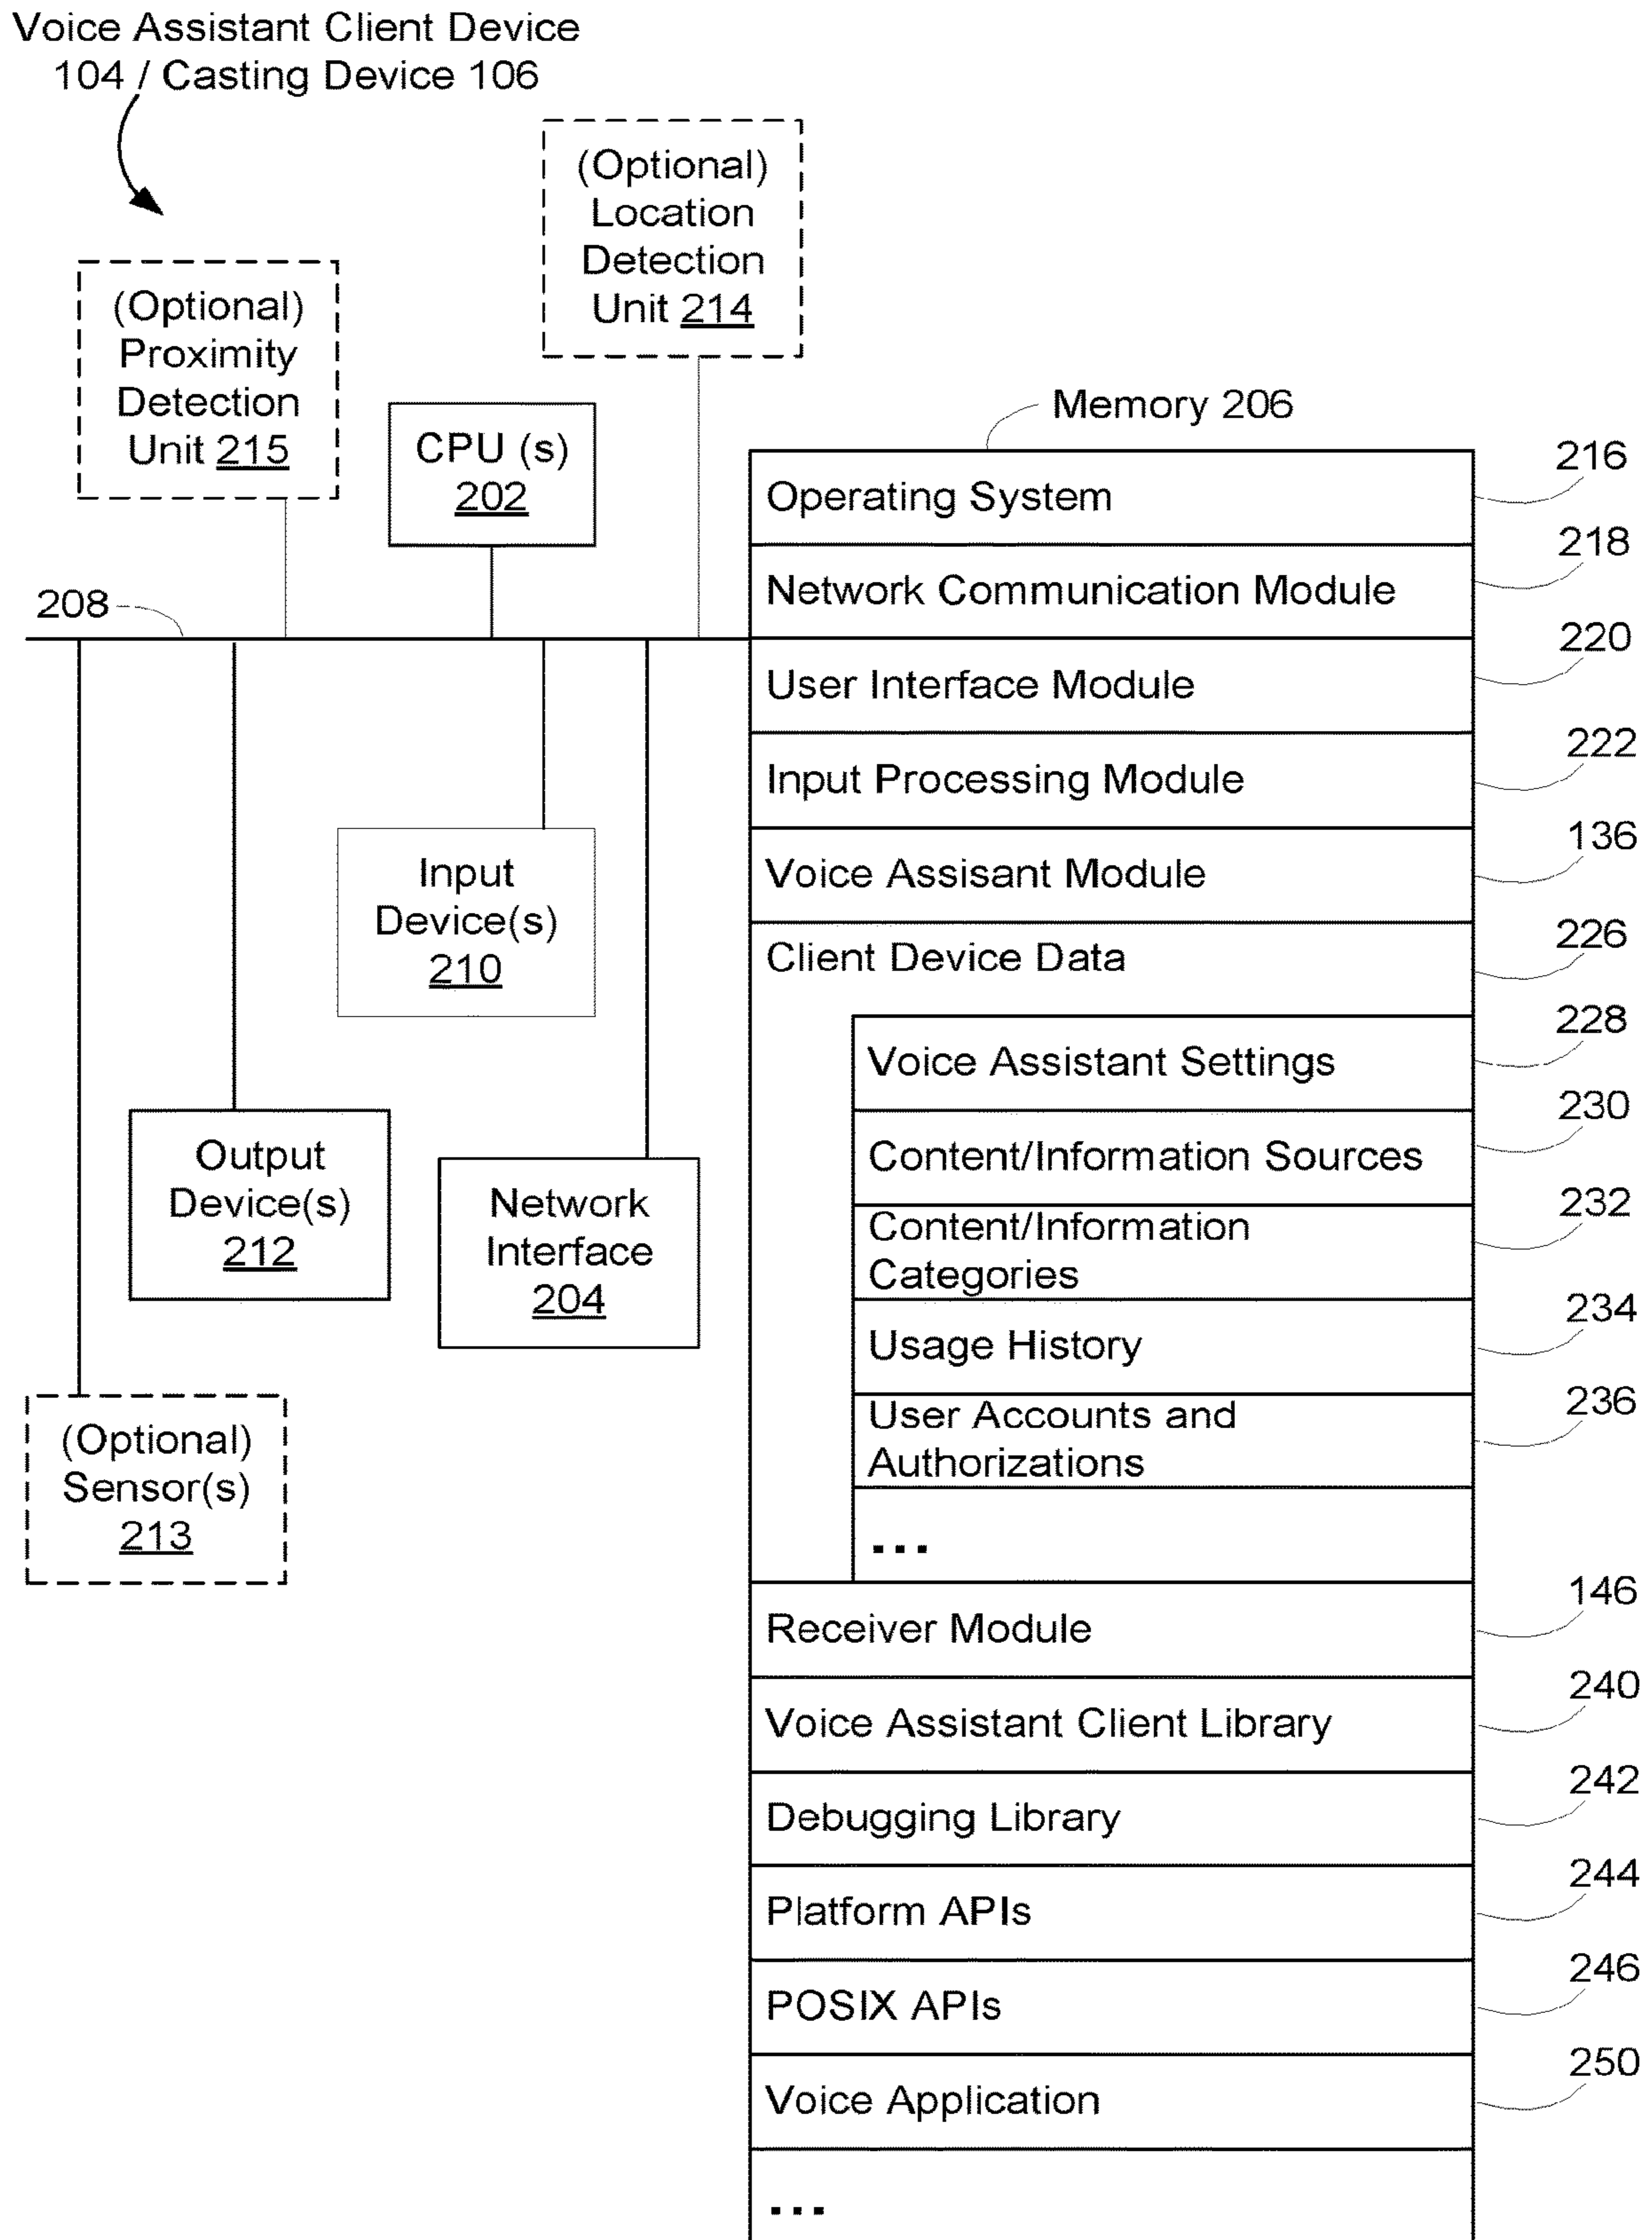 Voice Assistant Client Device
104 / Casting Device 106
(Optional)
Location
Detection
Unit 214
(Optional)
Proximity
Detection
Unit 215
CPU (s)
202
208
Input
Device(s)
210
Output
Device(s)
212
Network
Interface
204
(Optional)
Sensor(s)
213
Memory 206
Operating System
216
Network Communication Module
218
User Interface Module
220
Input Processing Module
222
Voice Assisant Module
136
Client Device Data
226
Voice Assistant Settings
228
Content/Information Sources
230
Content/Information
Categories
232
Usage History
234
User Accounts and
Authorizations
236
...
Receiver Module
146
Voice Assistant Client Library
240
Debugging Library
242
Platform APIs
244
POSIX APIs
246
Voice Application
250
...